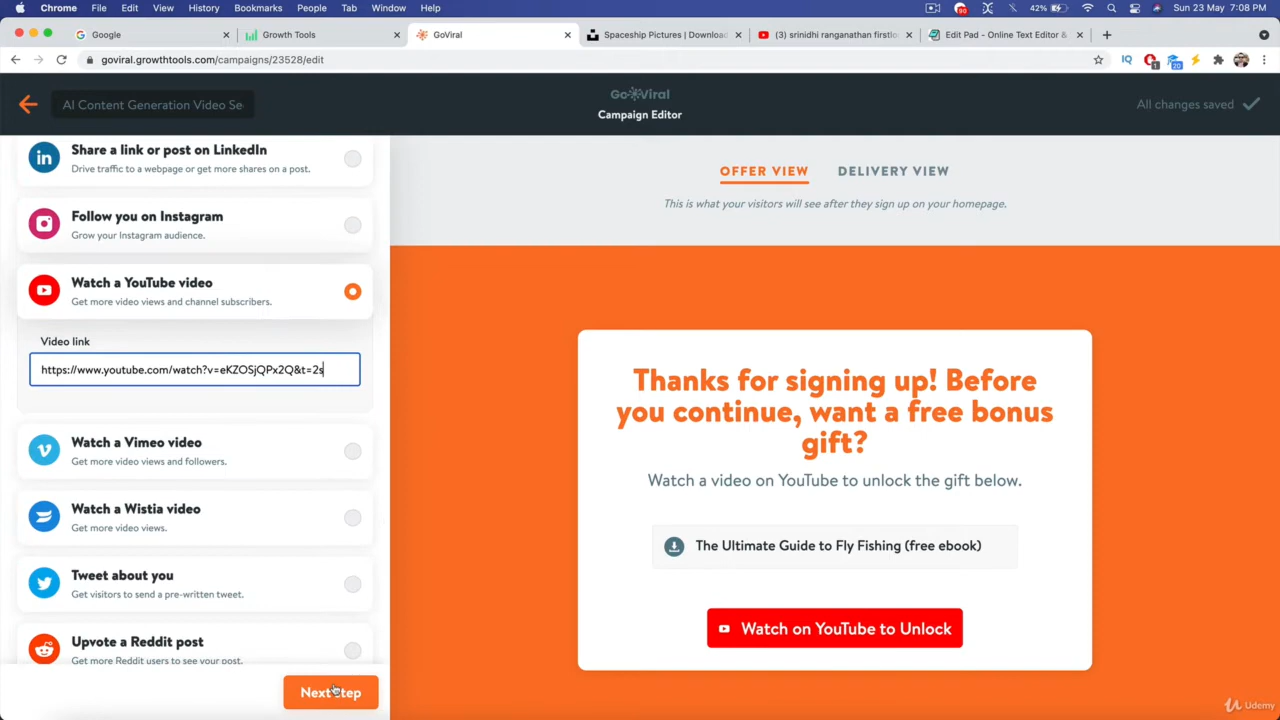 Chrome File Edit View History Bookmarks People Tab Window Help
90 42% Sun 23 May 7:08 PM
Google
Growth Tools
GoViral
Spaceship Pictures | Download
(3) srinidhi ranganathan firstio
Edit Pad - Online Text Editor &
goviral.growthtools.com/campaigns/23528/edit
IQ 1 20
AI Content Generation Video Se
GoViral
Campaign Editor
All changes saved
Share a link or post on LinkedIn
Drive traffic to a webpage or get more shares on a post.
Follow you on Instagram
Grow your Instagram audience.
Watch a YouTube video
Get more video views and channel subscribers.
Video link
https://www.youtube.com/watch?v=eKZOSjQPx2Q&t=2s
Watch a Vimeo video
Get more video views and followers.
Watch a Wistia video
Get more video views.
Tweet about you
Get visitors to send a pre-written tweet.
Upvote a Reddit post
Get more Reddit users to see your post.
Next Step
OFFER VIEW
DELIVERY VIEW
This is what your visitors will see after they sign up on your homepage.
Thanks for signing up! Before
you continue, want a free bonus
gift?
Watch a video on YouTube to unlock the gift below.
The Ultimate Guide to Fly Fishing (free ebook)
Watch on YouTube to Unlock
Udemy